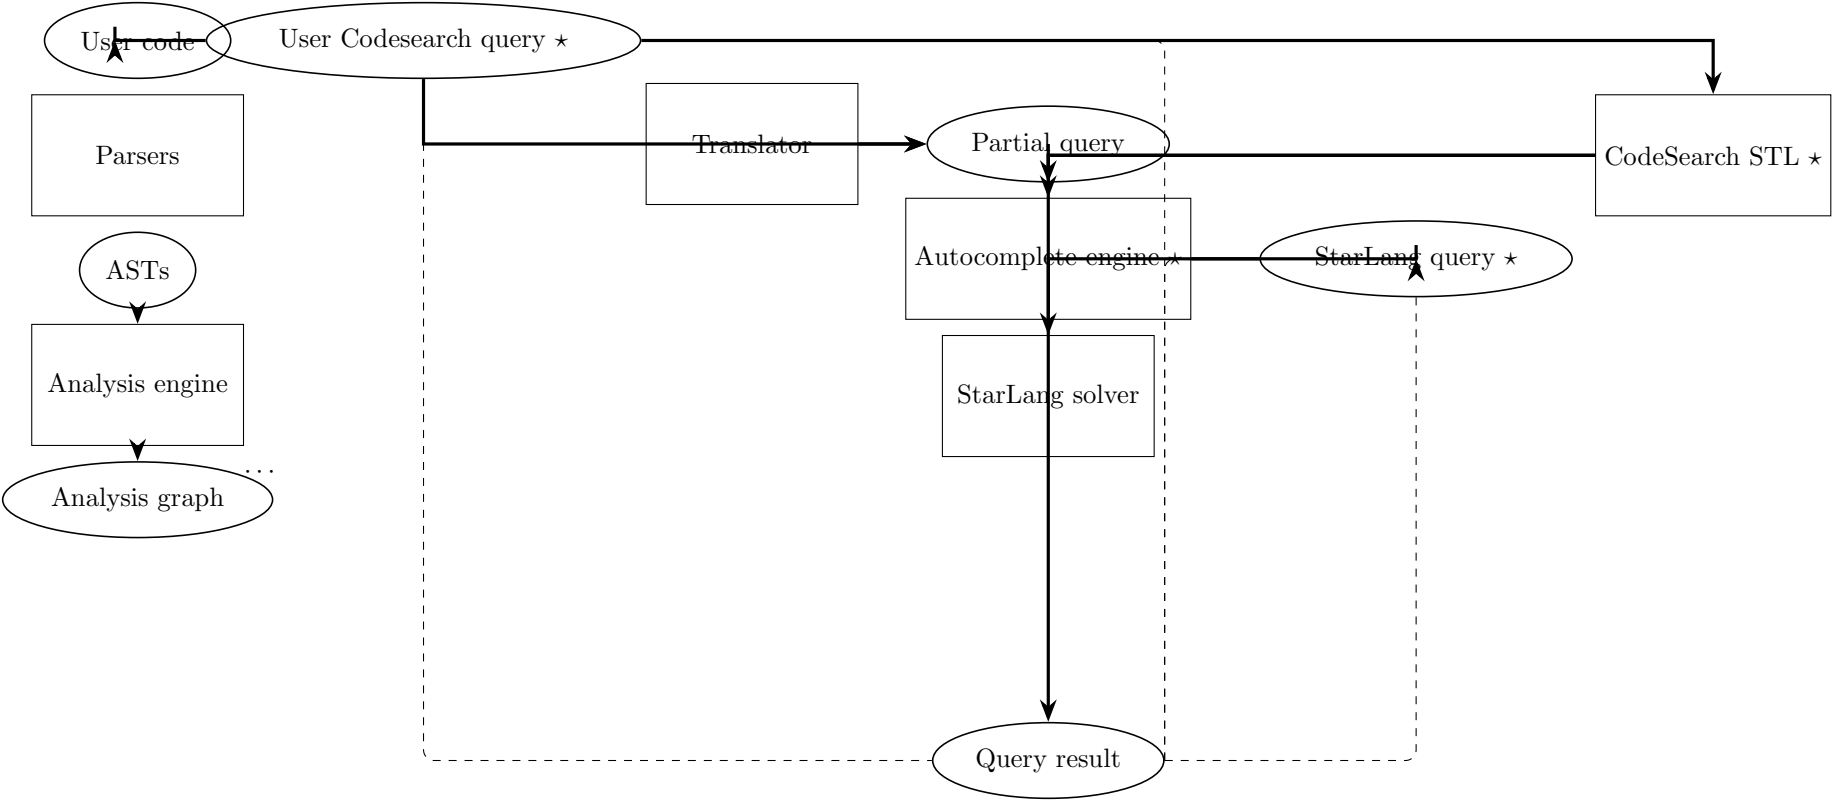 User code
User Codesearch query ⋆
Translator
Partial query
Parsers
CodeSearch STL ⋆
Autocomplete engine ⋆
StarLang query ⋆
ASTs
Analysis engine
StarLang solver
...
Analysis graph
Query result